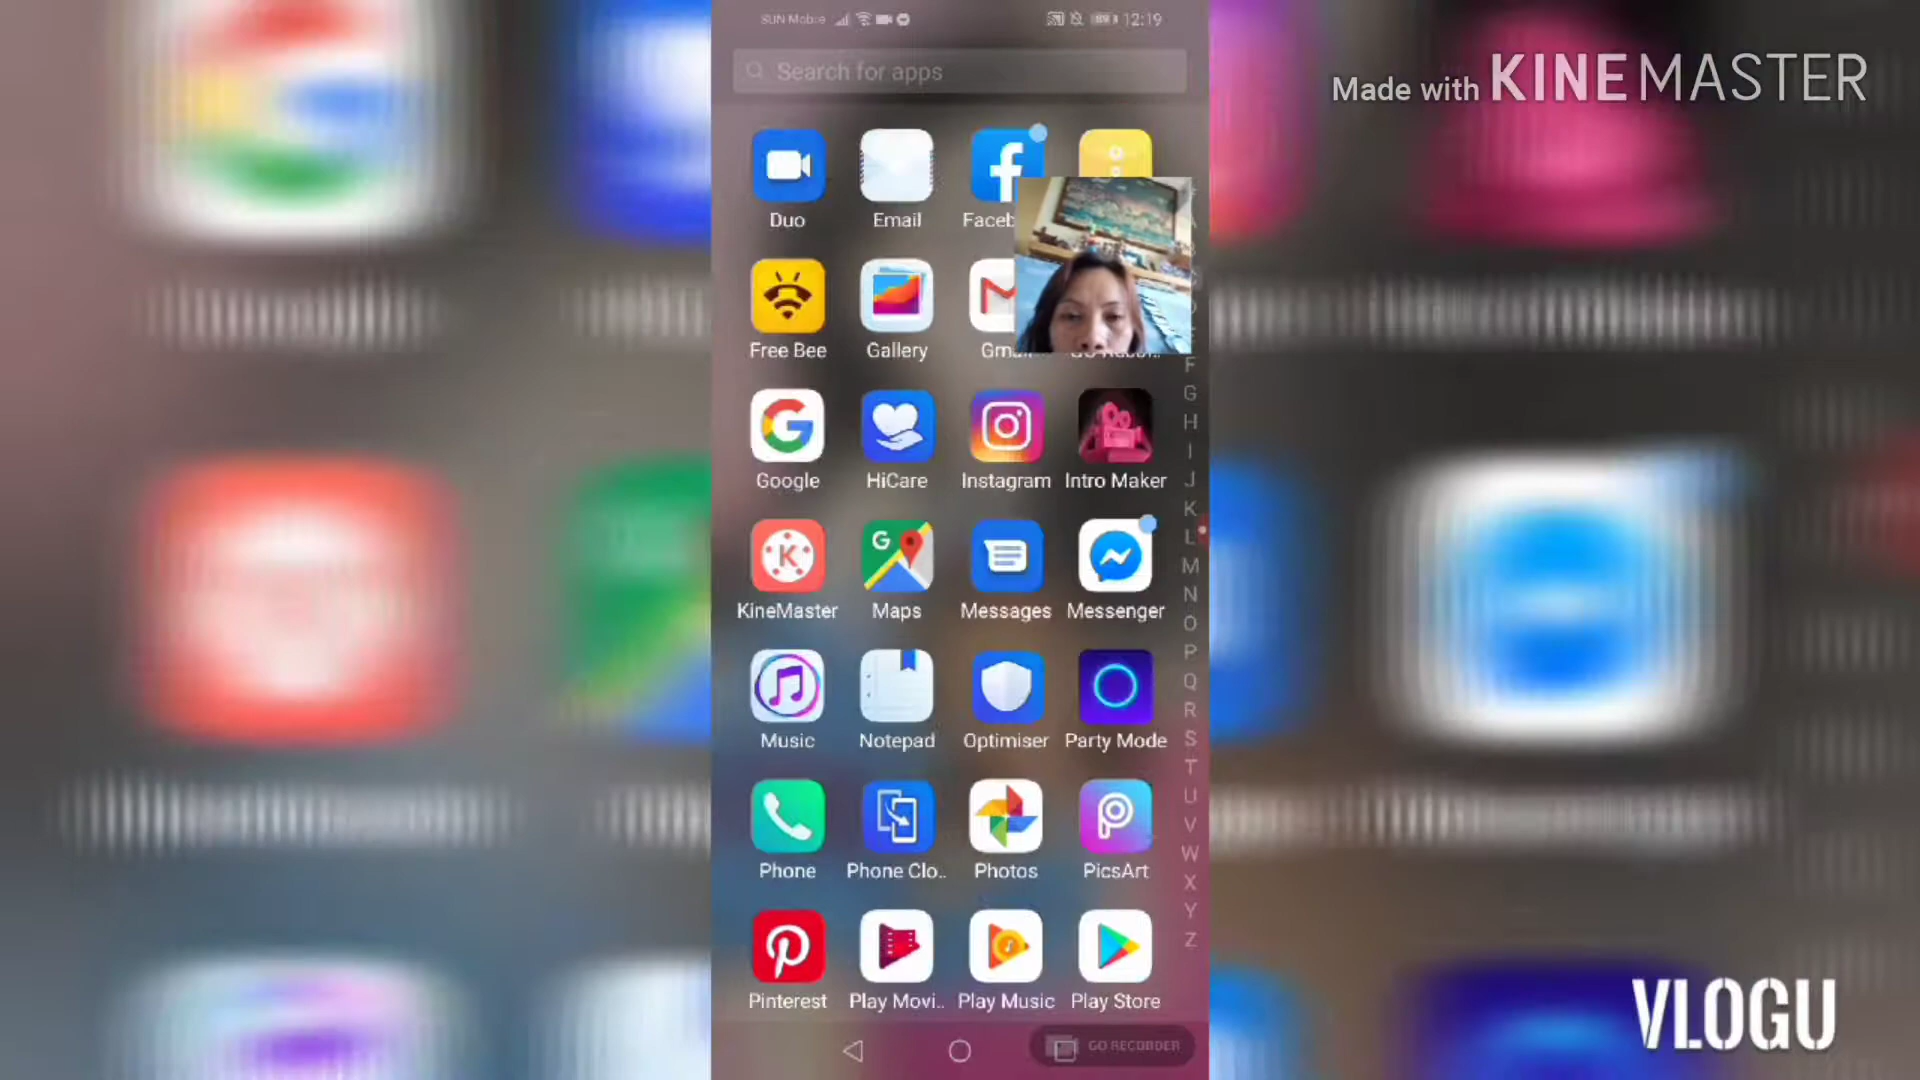 SUN Mobile 12:19
Search for apps
Made with KINEMASTER
Duo Email Faceb
Free Bee Gallery Gma
Google HiCare Instagram Intro Maker
KineMaster Maps Messages Messenger
Music Notepad Optimiser Party Mode
Phone Phone Clo.. Photos PicsArt
Pinterest Play Movi.. Play Music Play Store
F
G
H
I
J
K
L
M
N
O
P
Q
R
S
T
U
V
W
X
Y
Z
GO RECORDER
VLOGU